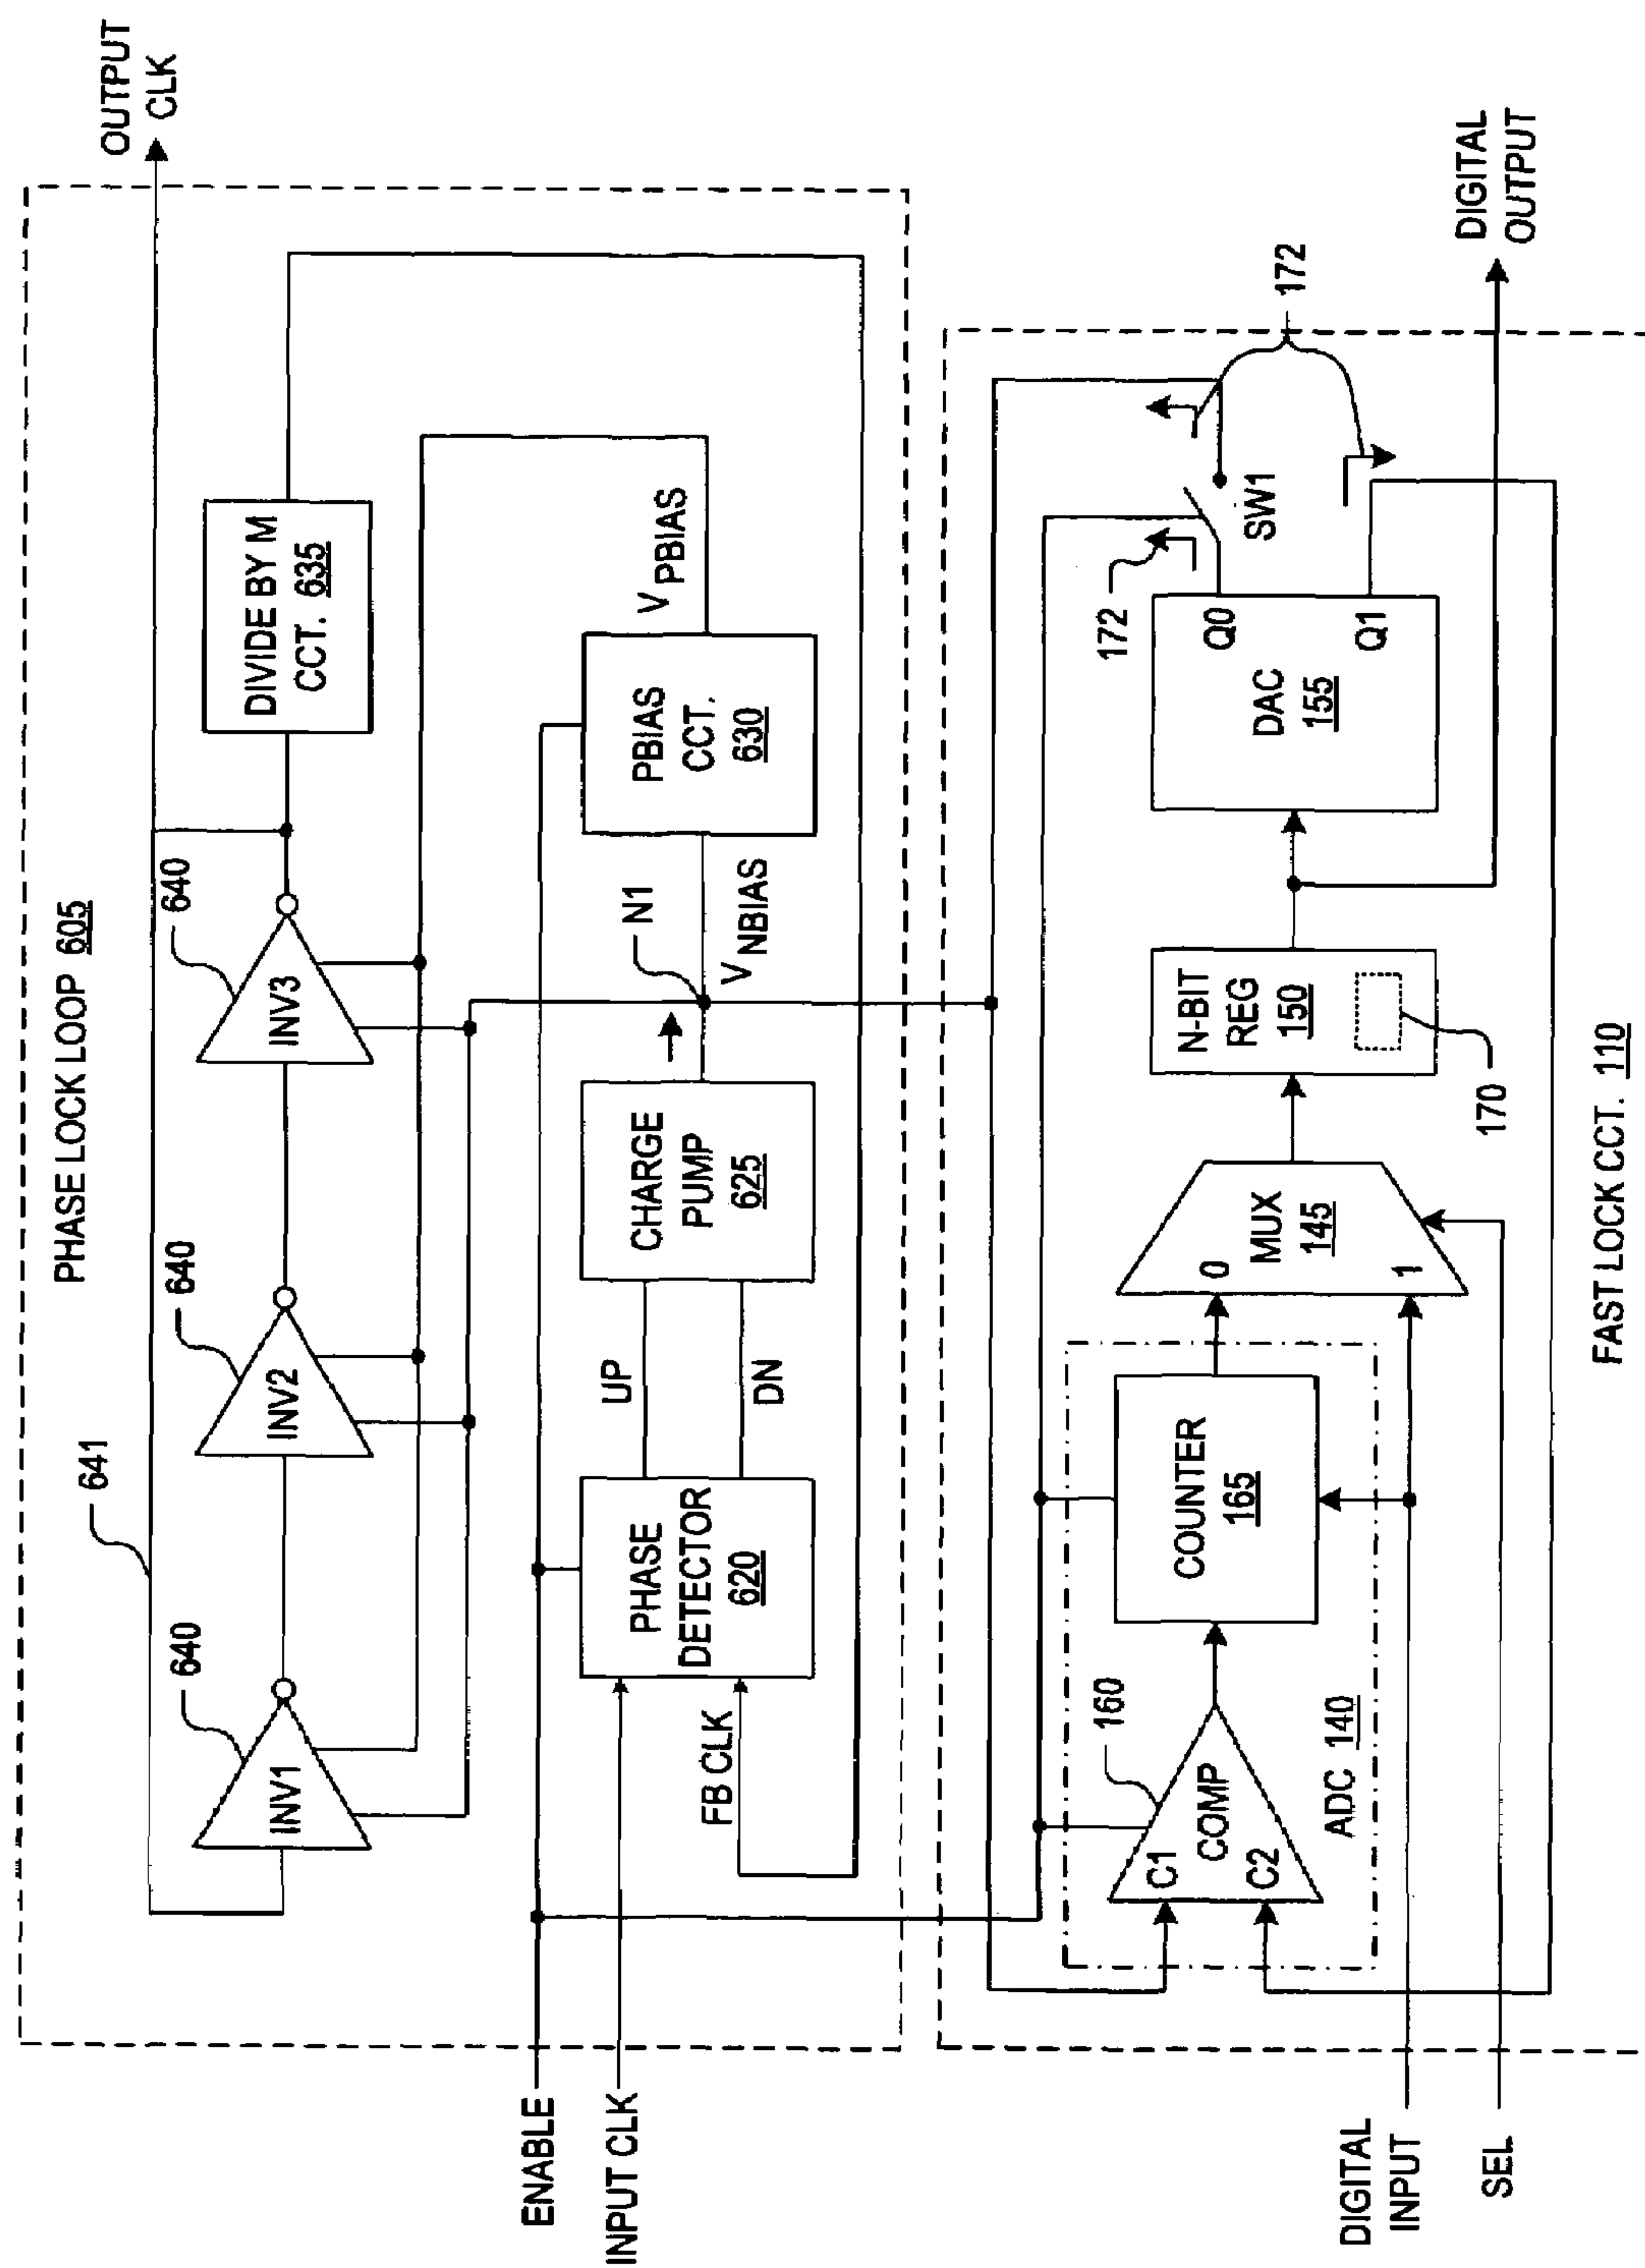 PHASE LOCK LOOP 605
OUTPUT
CLK
641
640
640
640
INV1
INV2
INV3
DIVIDE BY M
CCT. 635
ENABLE
INPUT CLK
FB CLK
PHASE
DETECTOR
620
UP
DN
CHARGE
PUMP
625
N1
VNBIAS
PBIAS
CCT.
630
VPBIAS
160
C1
COMP
C2
ADC 140
COUNTER
165
0
MUX
145
1
N-BIT
REG
150
170
DAC
155
Q0
Q1
172
SW1
172
DIGITAL
OUTPUT
DIGITAL
INPUT
SEL
FAST LOCK CCT. 110